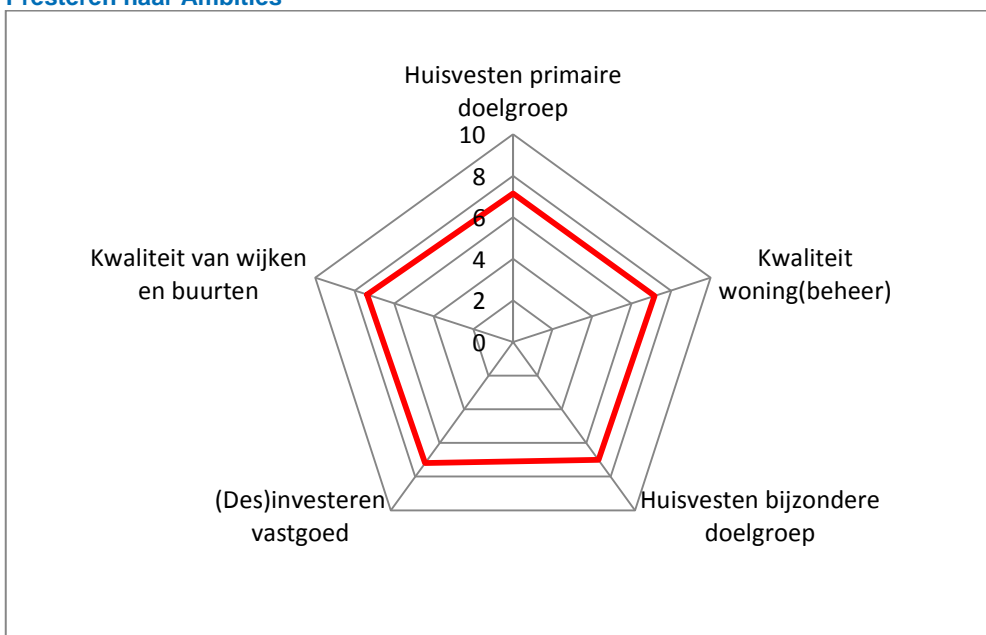 Presteren naar Ambities
Huisvesten primaire
doelgroep
10
8
6
4
2
0
Kwaliteit
woning(beheer)
Huisvesten bijzondere
doelgroep
(Des)investeren
vastgoed
Kwaliteit van wijken
en buurten